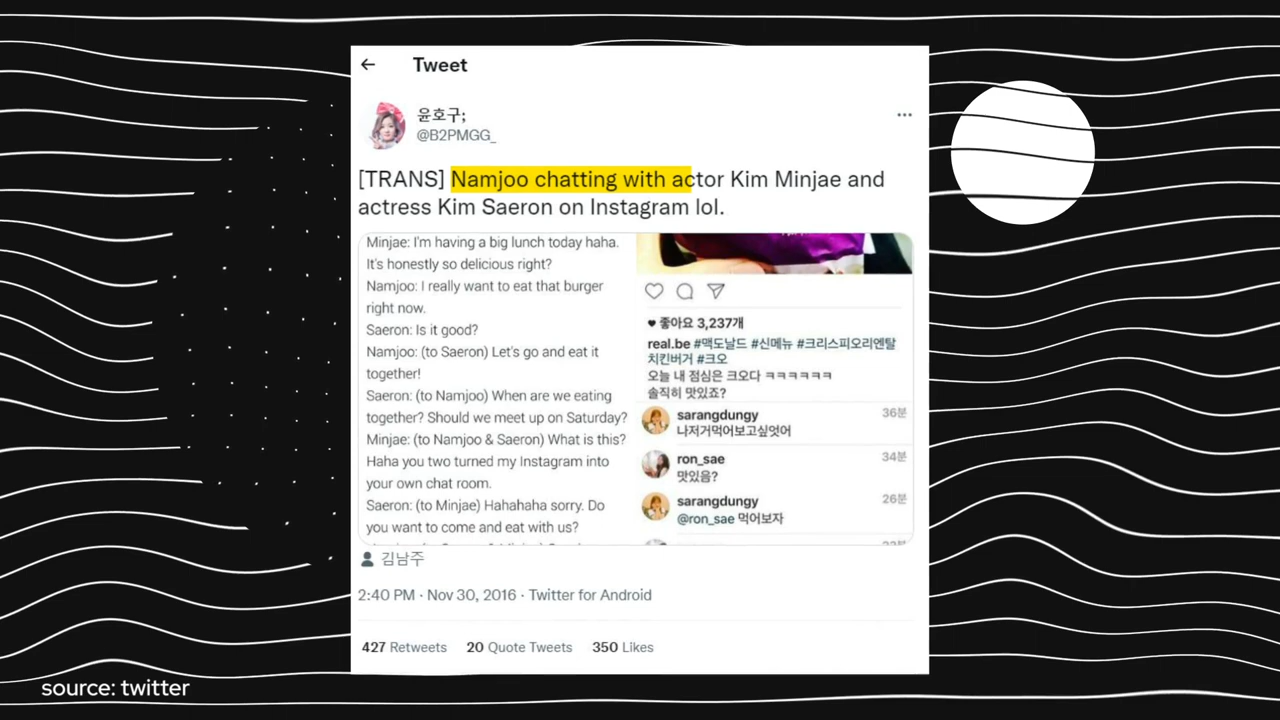 Tweet
윤호구;
@B2PMGG_
[TRANS] Namjoo chatting with actor Kim Minjae and
actress Kim Saeron on Instagram lol.
Minjae: I'm having a big lunch today haha.
It's honestly so delicious right?
Namjoo: I really want to eat that burger
right now.
Saeron: Is it good?
Namjoo: (to Saeron) Let's go and eat it
together!
Saeron: (to Namjoo) When are we eating
together? Should we meet up on Saturday?
Minjae: (to Namjoo & Saeron) What is this?
Haha you two turned my Instagram into
your own chat room.
Saeron: (to Minjae) Hahahaha sorry. Do
you want to come and eat with us?
좋아요 3,237개
real.be #맥도날드 #신메뉴 #크리스피오리엔탈
치킨버거 #크오
오늘 내 점심은 크오다 ㅋㅋㅋㅋㅋㅋ
솔직히 맛있죠?
sarangdungy 36분
나저거먹어보고싶엇어
ron_sae 34분
맛있음?
sarangdungy 26분
@ron_sae 먹어보자
김남주
2:40 PM · Nov 30, 2016 · Twitter for Android
427 Retweets 20 Quote Tweets 350 Likes
source: twitter